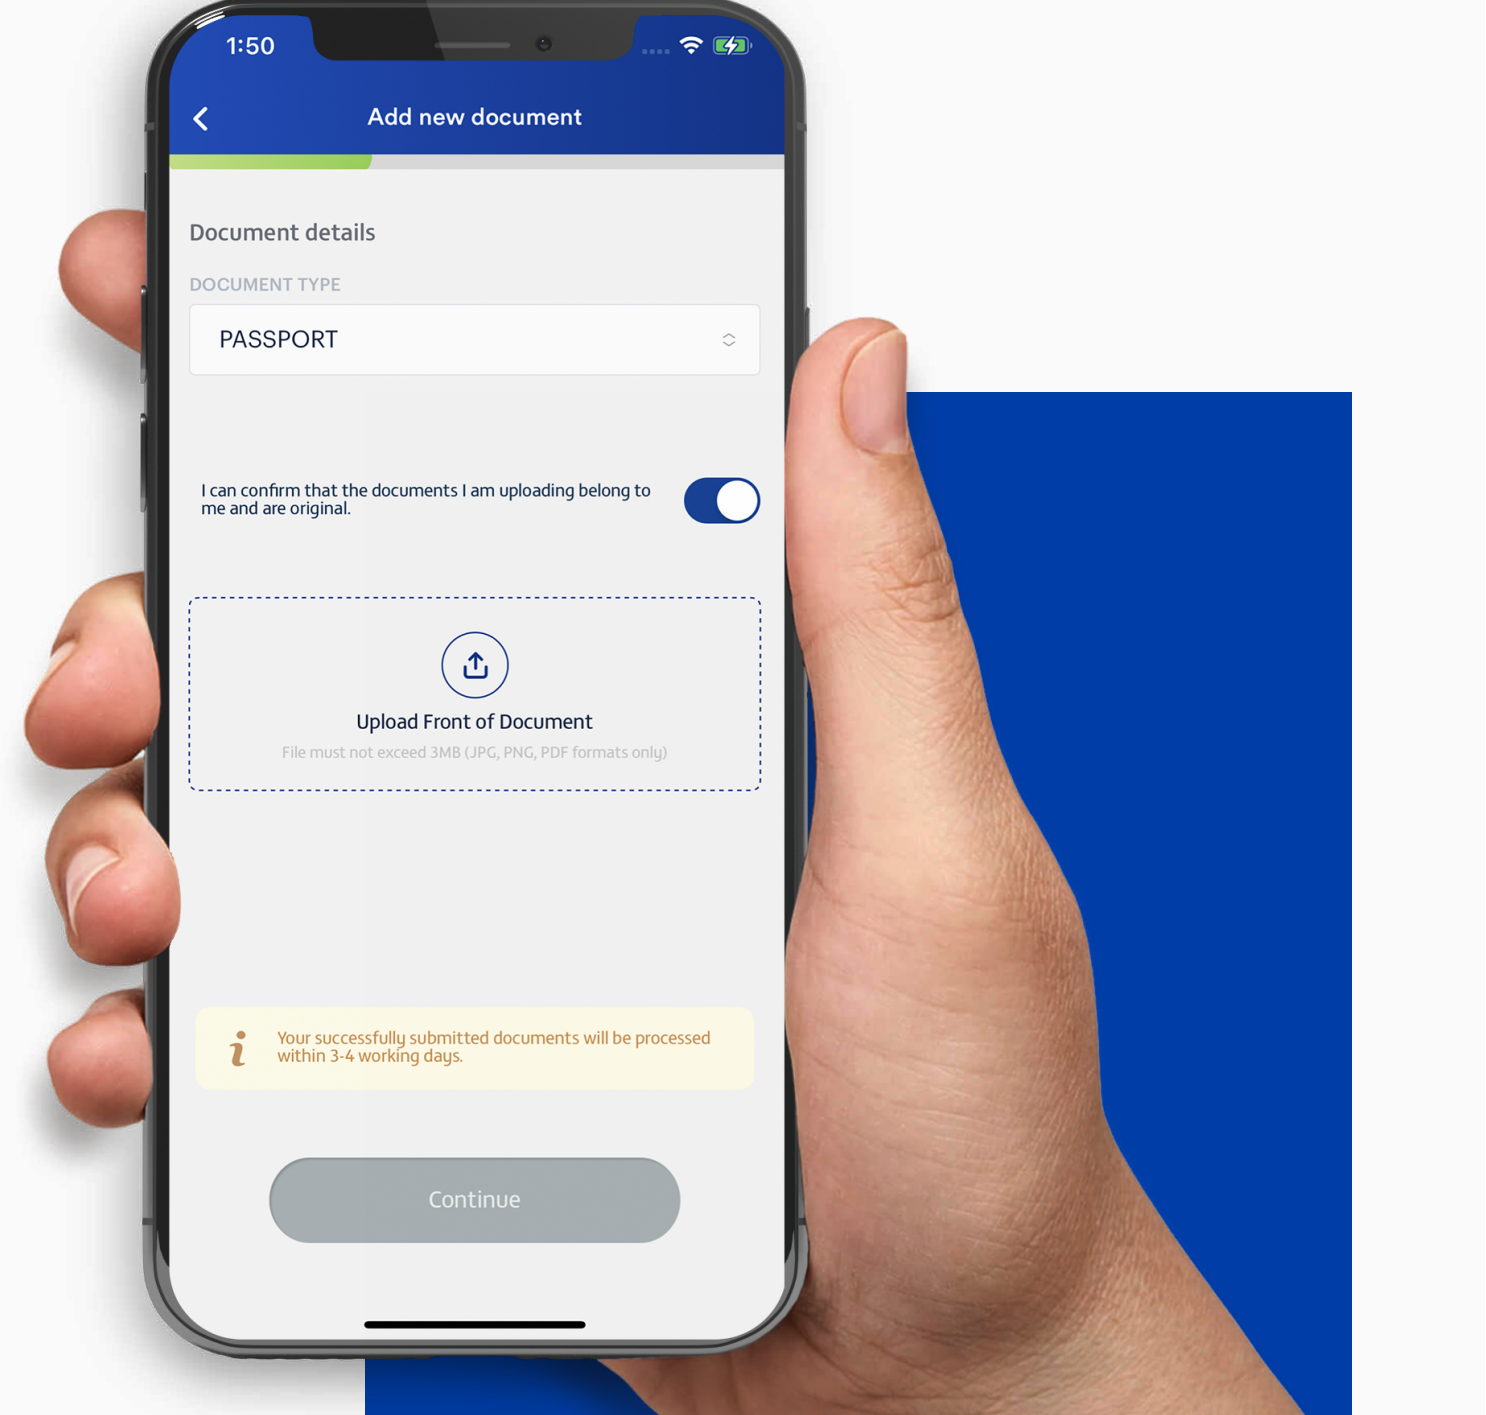 1:50
Add new document
Document details
DOCUMENT TYPE
PASSPORT
I can confirm that the documents I am uploading belong to
me and are original.
Upload Front of Document
File must not exceed 3MB (JPG, PNG, PDF formats only)
Your successfully submitted documents will be processed
within 3-4 working days.
Continue